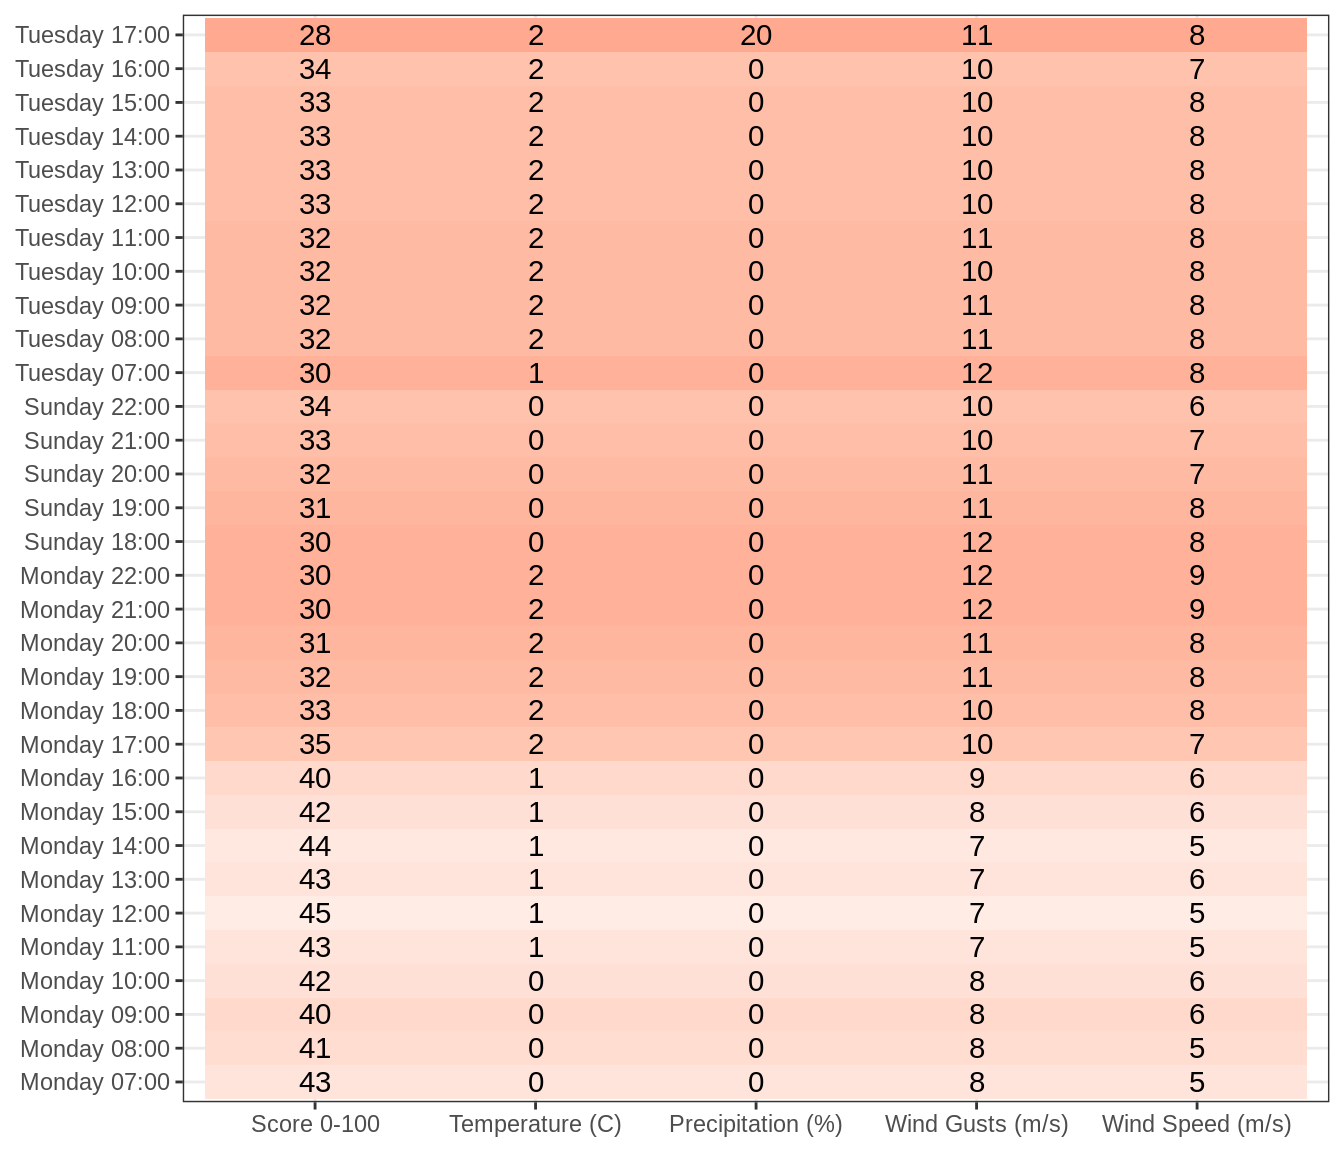 Tuesday 17:00 28 2 20 11 8
Tuesday 16:00 34 2 0 10 7
Tuesday 15:00 33 2 0 10 8
Tuesday 14:00 33 2 0 10 8
Tuesday 13:00 33 2 0 10 8
Tuesday 12:00 33 2 0 10 8
Tuesday 11:00 32 2 0 11 8
Tuesday 10:00 32 2 0 10 8
Tuesday 09:00 32 2 0 11 8
Tuesday 08:00 32 2 0 11 8
Tuesday 07:00 30 1 0 12 8
Sunday 22:00 34 0 0 10 6
Sunday 21:00 33 0 0 10 7
Sunday 20:00 32 0 0 11 7
Sunday 19:00 31 0 0 11 8
Sunday 18:00 30 0 0 12 8
Monday 22:00 30 2 0 12 9
Monday 21:00 30 2 0 12 9
Monday 20:00 31 2 0 11 8
Monday 19:00 32 2 0 11 8
Monday 18:00 33 2 0 10 8
Monday 17:00 35 2 0 10 7
Monday 16:00 40 1 0 9 6
Monday 15:00 42 1 0 8 6
Monday 14:00 44 1 0 7 5
Monday 13:00 43 1 0 7 6
Monday 12:00 45 1 0 7 5
Monday 11:00 43 1 0 7 5
Monday 10:00 42 0 0 8 6
Monday 09:00 40 0 0 8 6
Monday 08:00 41 0 0 8 5
Monday 07:00 43 0 0 8 5
Score 0-100 Temperature (C) Precipitation (%) Wind Gusts (m/s) Wind Speed (m/s)